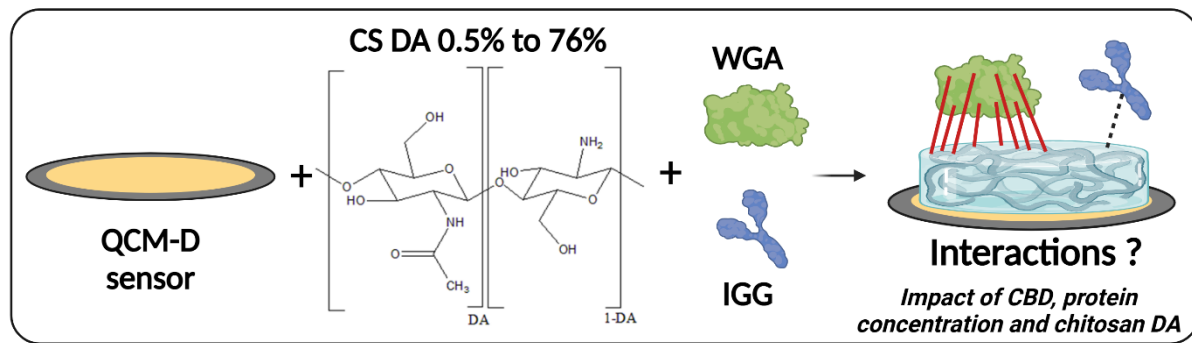 CS DA 0.5% to 76%
QCM-D
sensor
+
OH
O
O
HO
NH
O
CH3
DA
NH2
HO
O
O
OH
1-DA
+
WGA
IGG
Interactions ?
Impact of CBD, protein
concentration and chitosan DA